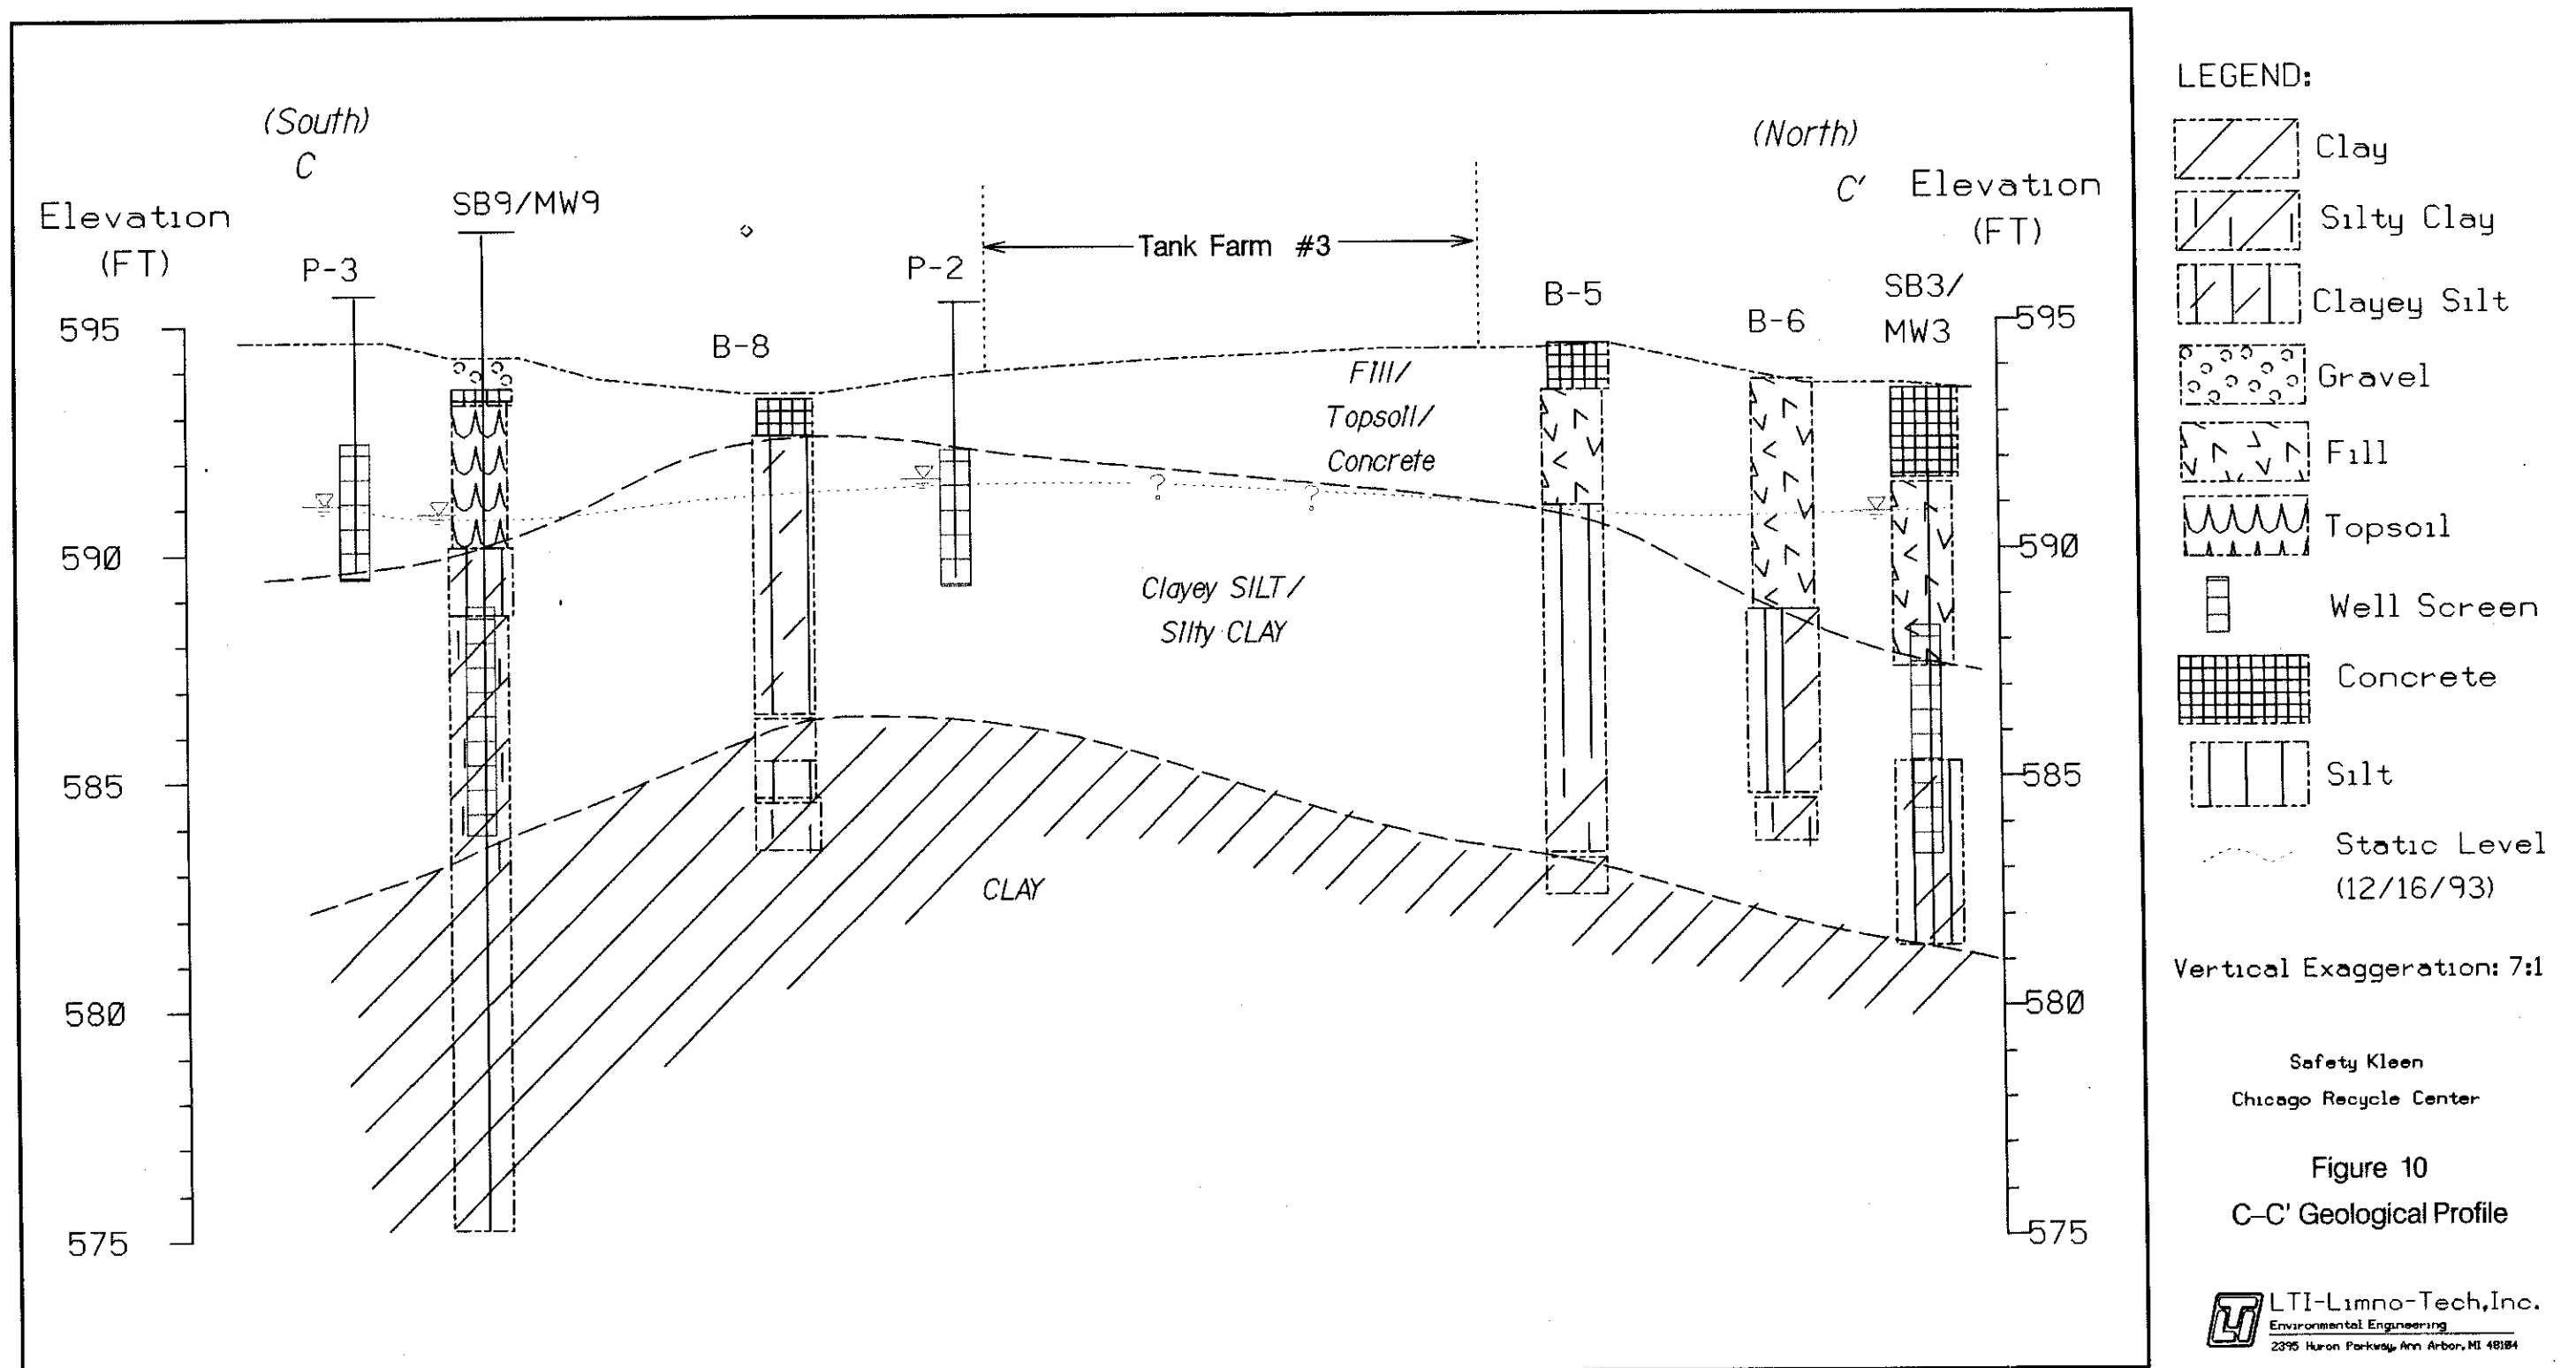 (South)
C
(North)
C'
Elevation
(FT)
Elevation
(FT)
SB9/MW9
P-3
P-2
Tank Farm #3
B-8
B-5
B-6
SB3/
MW3
595
590
585
580
575
595
590
585
580
575
Fill/
Topsoil/
Concrete
?
?
Clayey SILT/
Silty CLAY
CLAY
LEGEND:
Clay
Silty Clay
Clayey Silt
Gravel
Fill
Topsoil
Well Screen
Concrete
Silt
Static Level
(12/16/93)
Vertical Exaggeration: 7:1
Safety Kleen
Chicago Recycle Center
Figure 10
C-C' Geological Profile
LTI-Limno-Tech,Inc.
Environmental Engineering
2395 Huron Parkway, Ann Arbor, MI 48104